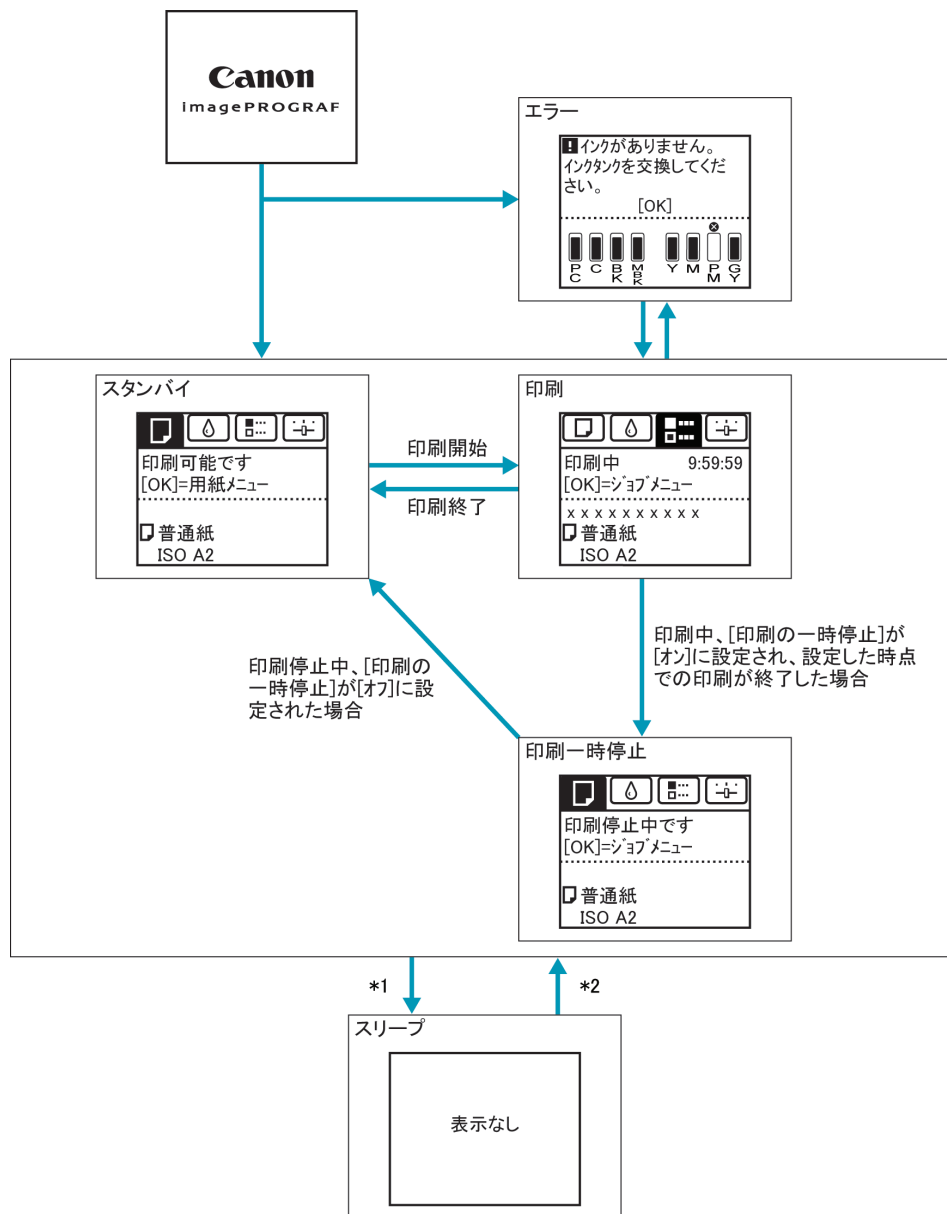 Canon
imagePROGRAF
エラー
!インクがありません。
インクタンクを交換してくだ
さい。
[OK]
PC C BK MBK Y M PM GY
スタンバイ
印刷可能です
[OK]=用紙メニュー
普通紙
ISO A2
印刷開始
印刷終了
印刷
印刷中 9:59:59
[OK]=ジョブメニュー
x x x x x x x x x x
普通紙
ISO A2
印刷停止中、[印刷の
一時停止]が[オフ]に設
定された場合
印刷中、[印刷の一時停止]が
[オン]に設定され、設定した時点
での印刷が終了した場合
印刷一時停止
印刷停止中です
[OK]=ジョブメニュー
普通紙
ISO A2
*1
*2
スリープ
表示なし